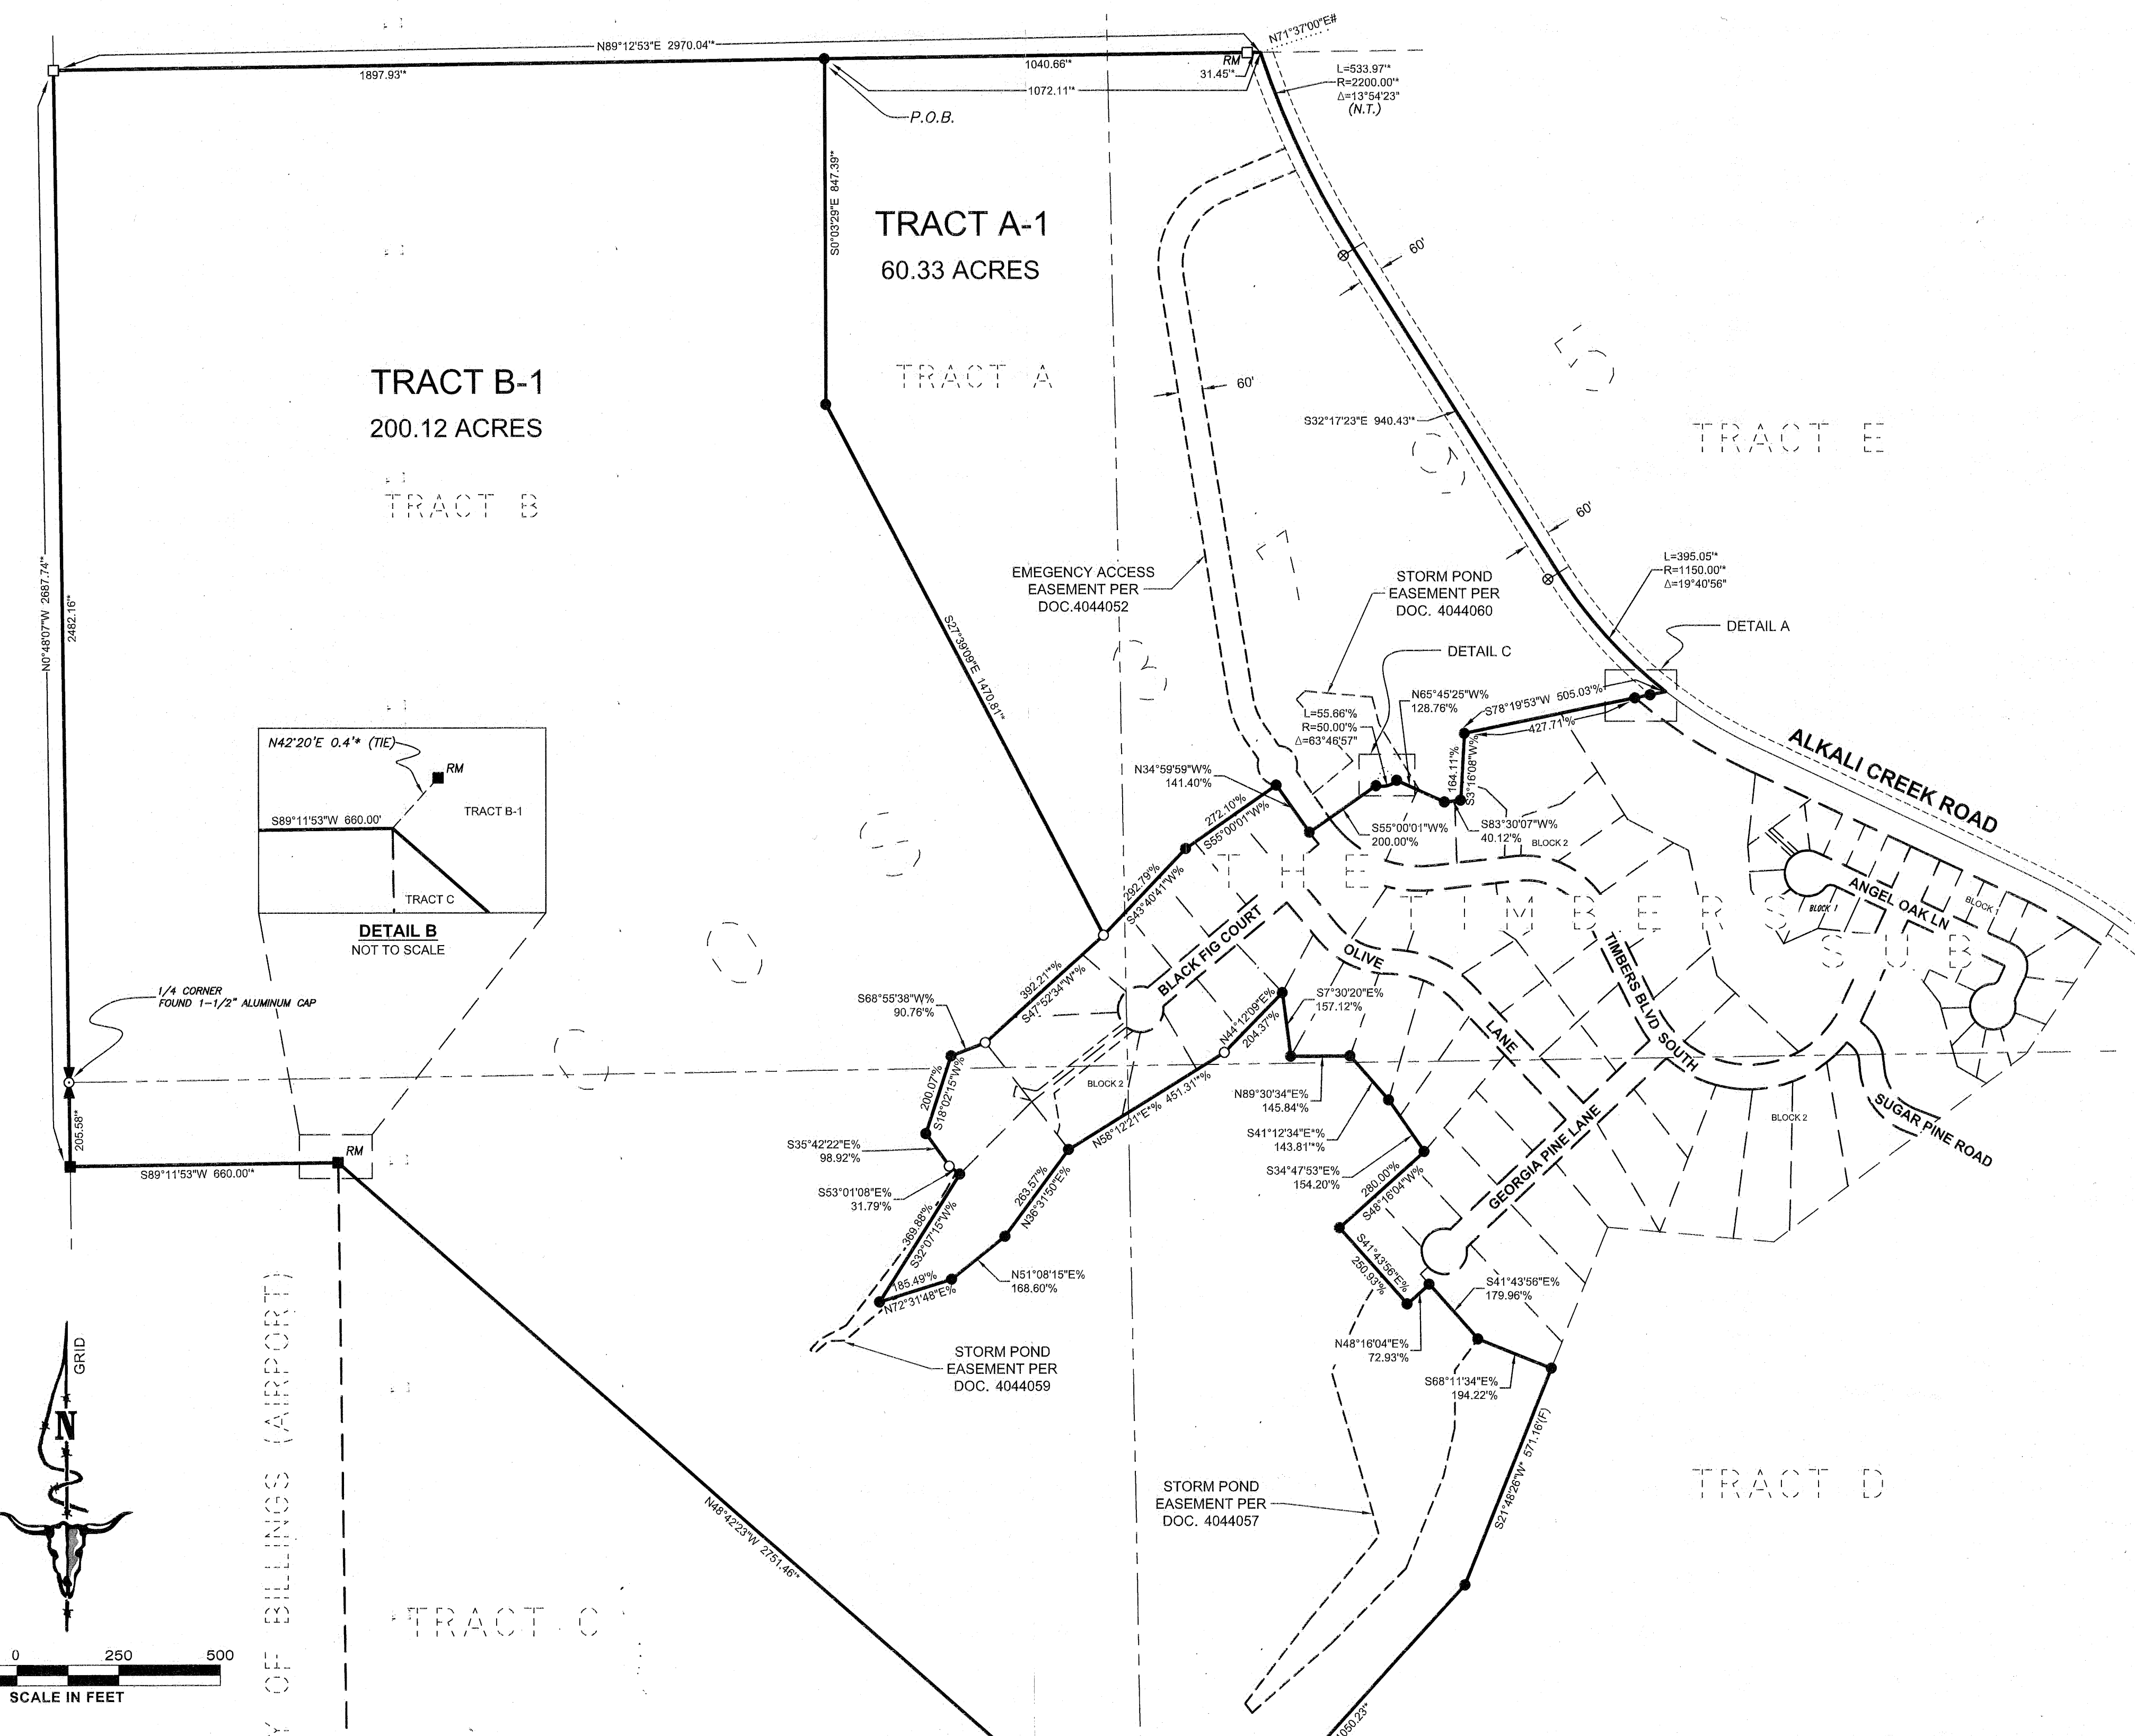 N89°12'53"E 2970.04'*
1897.93'*
1040.66'*
RM
31.45'*
1072.11'*
N71°37'00"E#
L=533.97'*
R=2200.00'*
Δ=13°54'23"
(N.T.)
P.O.B.
S0°03'29"E 847.39'*
TRACT A-1
60.33 ACRES
TRACT A
60'
60'
TRACT B-1
200.12 ACRES
TRACT B
S32°17'23"E 940.43'*
TRACT E
60'
N0°48'07"W 2687.74'*
2482.16'*
EMEGENCY ACCESS
EASEMENT PER
DOC.4044052
STORM POND
EASEMENT PER
DOC. 4044060
L=395.05'*
R=1150.00'*
Δ=19°40'56"
DETAIL A
DETAIL C
S27°39'09"E 1470.81'*
N65°45'25"W%
128.76'%
S78°19'53"W 505.03'%
427.71'%
L=55.66'%
R=50.00'%
Δ=63°46'57"
164.11'%
S3°16'08"W%
N34°59'59"W%
141.40'%
272.10'%
S55°00'01"W%
S55°00'01"W%
200.00'%
S83°30'07"W%
40.12'%
BLOCK 2
ALKALI CREEK ROAD
N42°20'E 0.4'* (TIE)
RM
TRACT B-1
S89°11'53"W 660.00'
TRACT C
DETAIL B
NOT TO SCALE
292.79'%
S43°40'41"W%
THE TIMBERS SUB
ANGEL OAK LN
BLOCK 1
BLOCK 1
BLACK FIG COURT
OLIVE
LANE
TIMBERS BLVD SOUTH
1/4 CORNER
FOUND 1-1/2" ALUMINUM CAP
392.21'*%
S47°52'34"W*%
S68°55'38"W%
90.76'%
S7°30'20"E%
157.12'%
N44°12'09"E%
204.37'%
200.07'%
S18°02'15"W%
BLOCK 2
N58°12'21"E*% 451.31'*%
N89°30'34"E%
145.84'%
S41°12'34"E*%
143.81'*%
S34°47'53"E%
154.20'%
GEORGIA PINE LANE
BLOCK 2
SUGAR PINE ROAD
205.58'*
S89°11'53"W 660.00'*
RM
S35°42'22"E%
98.92'%
S53°01'08"E%
31.79'%
369.88'%
S32°07'15"W%
263.57'%
N36°31'50"E%
280.00'%
S48°16'04"W%
S41°43'56"E%
250.93'%
N51°08'15"E%
168.60'%
185.49'%
N72°31'48"E%
S41°43'56"E%
179.96'%
N48°16'04"E%
72.93'%
S68°11'34"E%
194.22'%
STORM POND
EASEMENT PER
DOC. 4044059
GRID
N
S21°48'26"W* 571.16'(F)
STORM POND
EASEMENT PER
DOC. 4044057
TRACT D
N48°42'23"W 2751.46'*
OF BILLINGS (AIRPORT)
TRACT C
0 250 500
SCALE IN FEET
1050.23'*